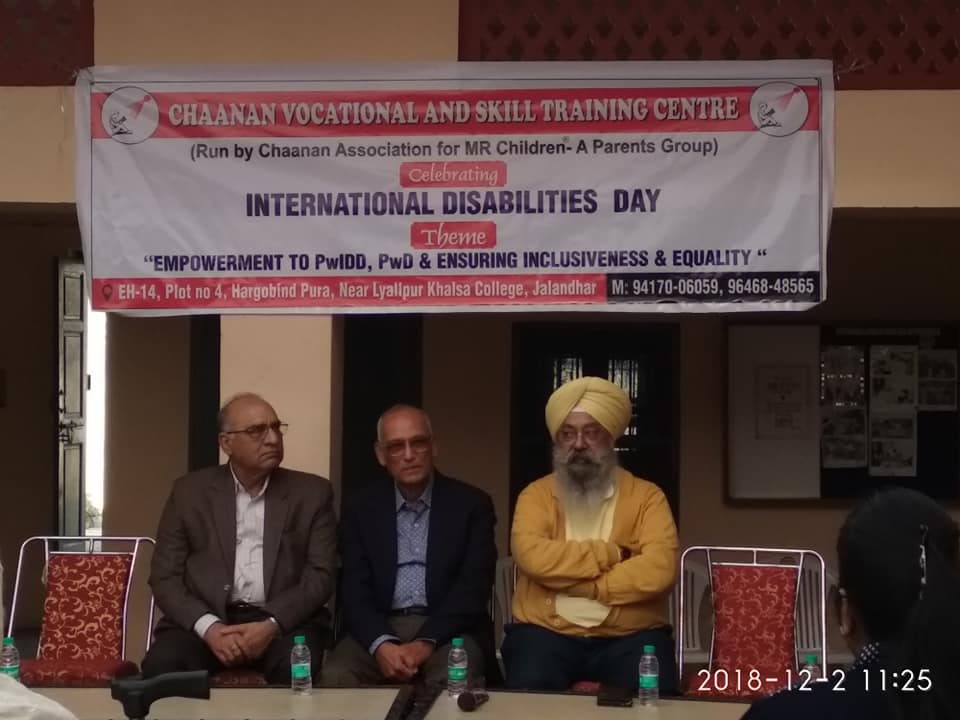 CHAANAN VOCATIONAL AND SKILL TRAINING CENTRE
(Run by Chaanan Association for MR Children- A Parents Group)
Celebrating
INTERNATIONAL DISABILITIES DAY
Theme
“EMPOWERMENT TO PwIDD, PwD & ENSURING INCLUSIVENESS & EQUALITY “
EH-14, Plot no 4, Hargobind Pura, Near Lyallpur Khalsa College, Jalandhar M: 94170-06059, 96468-48565
2018-12-2 11:25